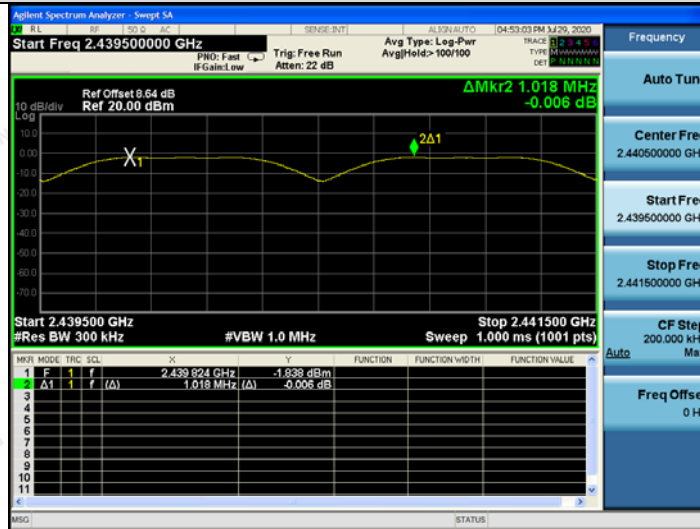 Agilent Spectrum Analyzer - Swept SA
RL RF 50 Ω AC SENSE:INT ALIGN AUTO 04:53:03 PM Jul 29, 2020
Start Freq 2.439500000 GHz
PNO: Fast
IFGain:Low
Trig: Free Run
Atten: 22 dB
Avg Type: Log-Pwr
Avg|Hold:>100/100
TRACE 1 2 3 4 5 6
TYPE M
DET P N N N N N
ΔMkr2 1.018 MHz
-0.006 dB
Ref Offset 8.64 dB
10 dB/div Ref 20.00 dBm
Log
10.0
0.00
-10.0
-20.0
-30.0
-40.0
-50.0
-60.0
-70.0
1
2Δ1
Start 2.439500 GHz Stop 2.441500 GHz
#Res BW 300 kHz #VBW 1.0 MHz Sweep 1.000 ms (1001 pts)
MKR MODE TRC SCL X Y FUNCTION FUNCTION WIDTH FUNCTION VALUE
1 F 1 f 2.439 824 GHz -1.838 dBm
2 Δ1 1 f (Δ) 1.018 MHz (Δ) -0.006 dB
3
4
5
6
7
8
9
10
11
MSG STATUS
Frequency
Auto Tun
Center Fre
2.440500000 GH
Start Fre
2.439500000 GH
Stop Fre
2.441500000 GH
CF Step
200.000 kH
Auto Ma
Freq Offse
0 H